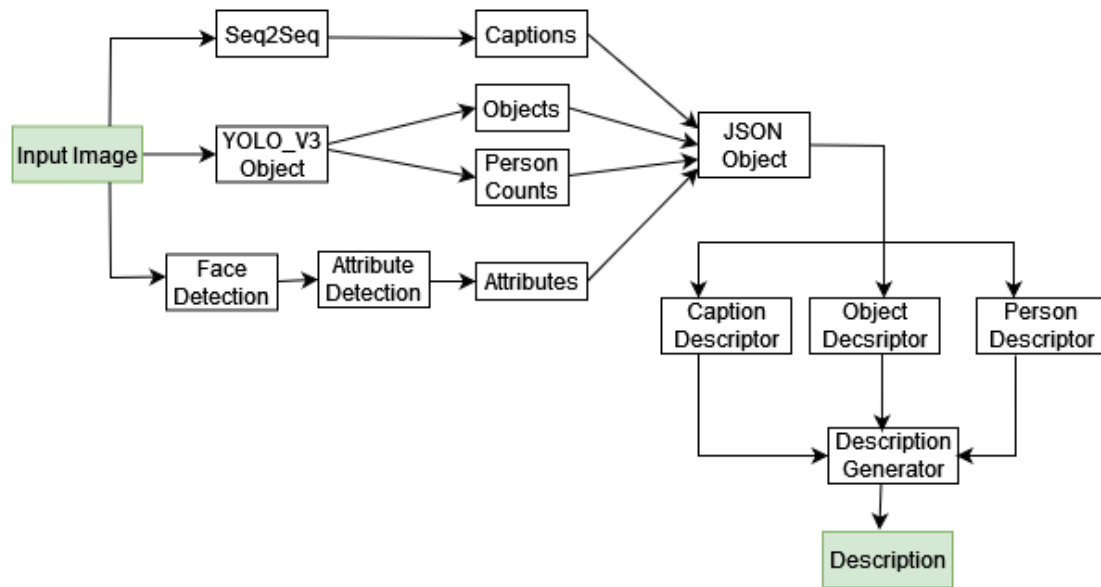 Seq2Seq
Captions
Input Image
YOLO_V3
Object
Objects
Person
Counts
JSON
Object
Face
Detection
Attribute
Detection
Attributes
Caption
Descriptor
Object
Decsriptor
Person
Descriptor
Description
Generator
Description